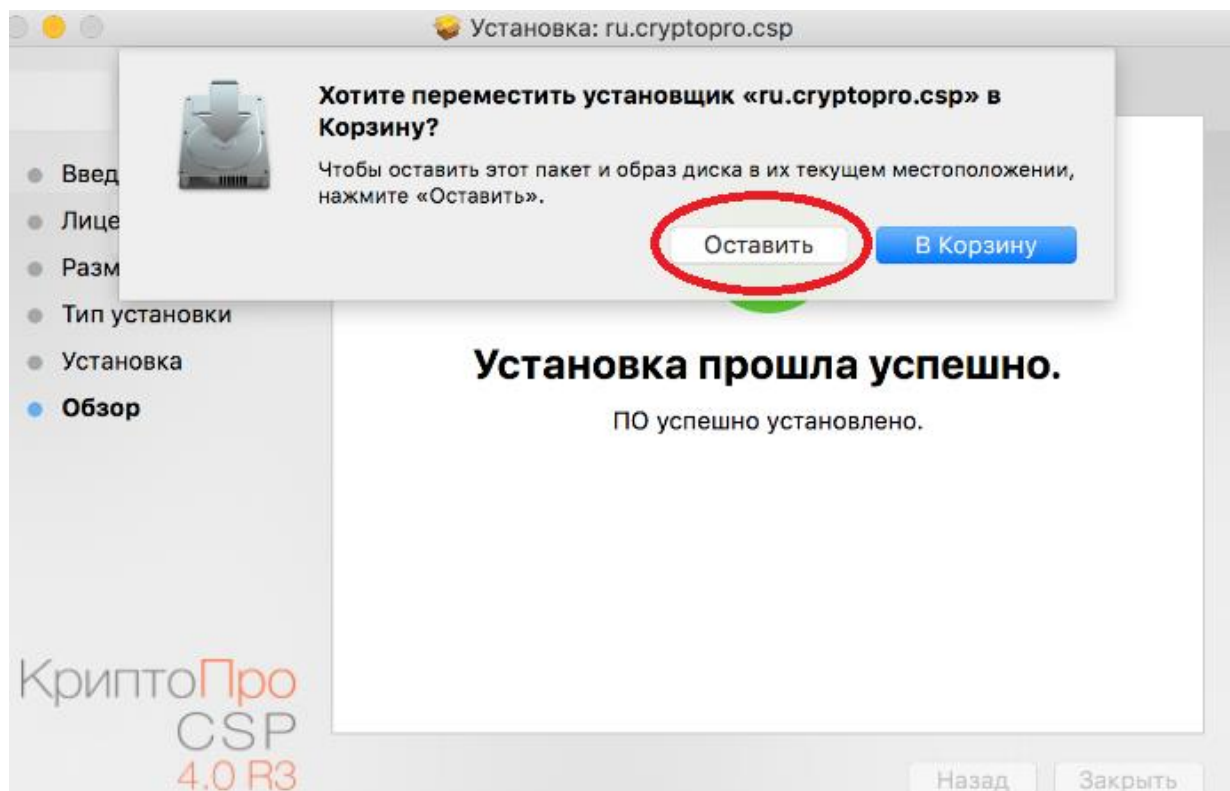 Установка: ru.cryptopro.csp
Хотите переместить установщик «ru.cryptopro.csp» в
Корзину?
Чтобы оставить этот пакет и образ диска в их текущем местоположении,
нажмите «Оставить».
Оставить
В Корзину
Введ
Лице
Разм
Тип установки
Установка
Обзор
Установка прошла успешно.
ПО успешно установлено.
КриптоПро
CSP
4.0 R3
Назад
Закрыть